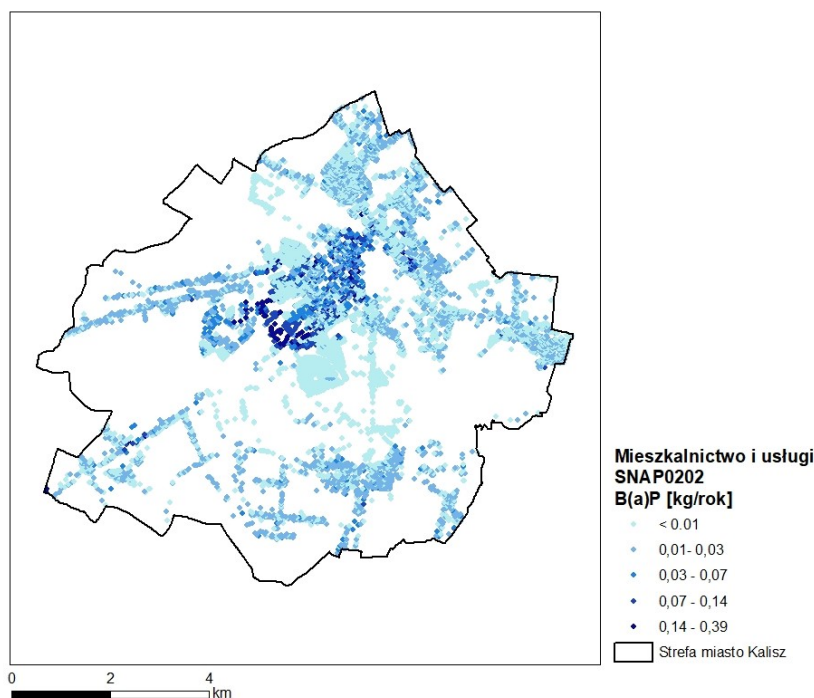 Mieszkalnictwo i usługi
SNAP0202
B(a)P [kg/rok]
< 0.01
0,01- 0,03
0,03 - 0,07
0,07 - 0,14
0,14 - 0,39
Strefa miasto Kalisz
0 2 4
km